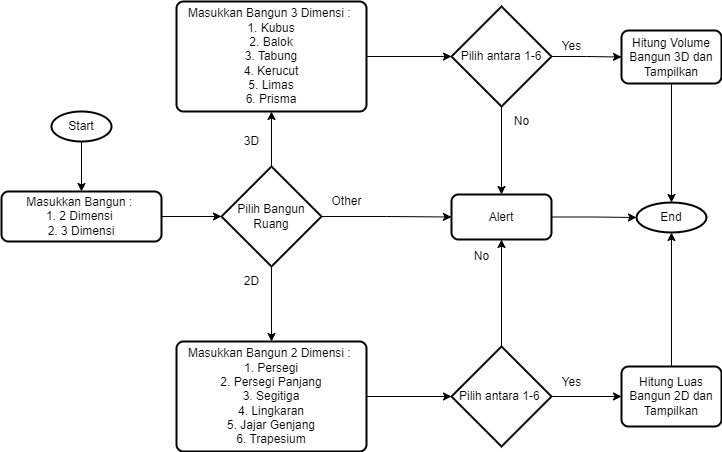 Masukkan Bangun 3 Dimensi :
1. Kubus
2. Balok
3. Tabung
4. Kerucut
5. Limas
6. Prisma
Pilih antara 1-6
Yes
Hitung Volume
Bangun 3D dan
Tampilkan
No
Start
3D
Masukkan Bangun :
1. 2 Dimensi
2. 3 Dimensi
Pilih Bangun
Ruang
Other
Alert
End
2D
No
Masukkan Bangun 2 Dimensi :
1. Persegi
2. Persegi Panjang
3. Segitiga
4. Lingkaran
5. Jajar Genjang
6. Trapesium
Pilih antara 1-6
Yes
Hitung Luas
Bangun 2D dan
Tampilkan